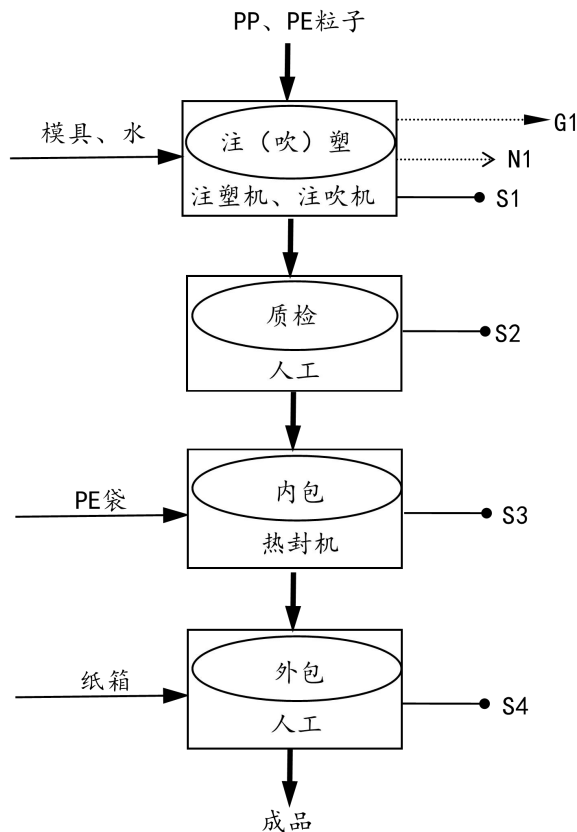 PP、PE粒子
模具、水
注（吹）塑
注塑机、注吹机
G1
N1
S1
质检
人工
S2
PE袋
内包
热封机
S3
纸箱
外包
人工
S4
成品